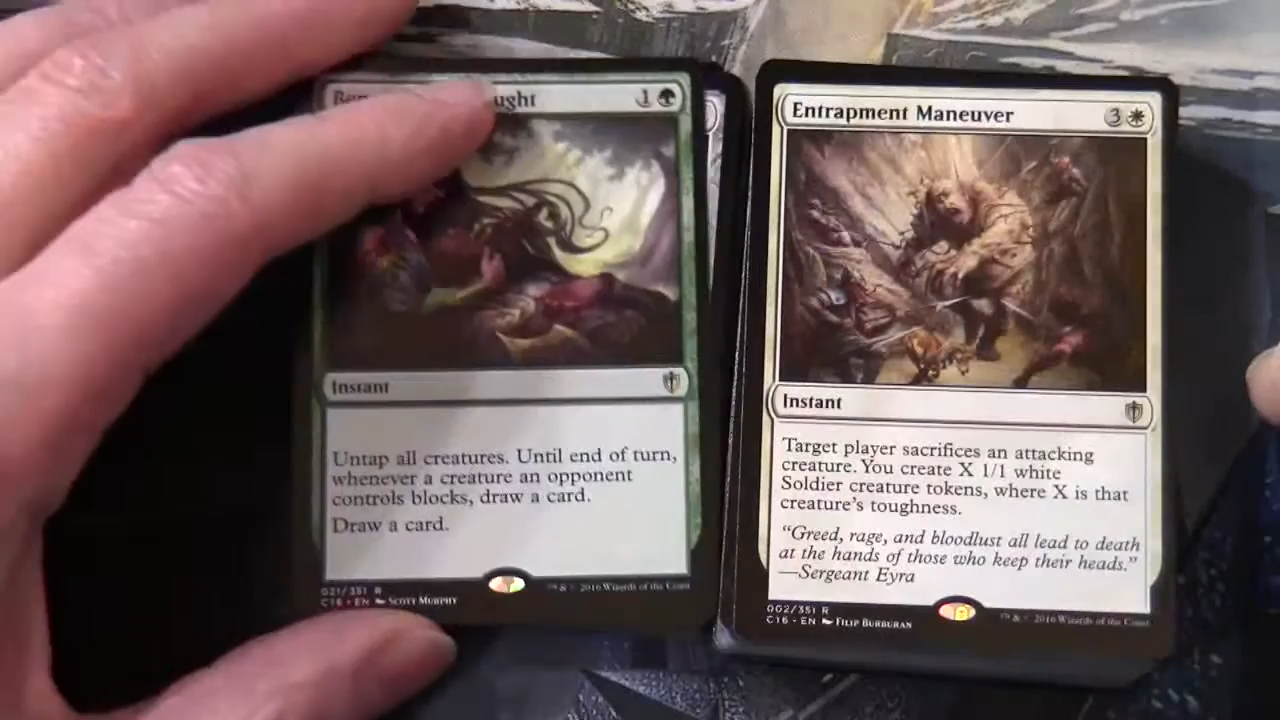 ught 1
Instant
Untap all creatures. Until end of turn,
whenever a creature an opponent
controls blocks, draw a card.
Draw a card.
021/351 R
C16 • EN Scott Murphy
™ & © 2016 Wizards of the Coast
Entrapment Maneuver 3
Instant
Target player sacrifices an attacking
creature. You create X 1/1 white
Soldier creature tokens, where X is that
creature's toughness.
"Greed, rage, and bloodlust all lead to death
at the hands of those who keep their heads."
—Sergeant Eyra
002/351 R
C16 • EN Filip Burburan
™ & © 2016 Wizards of the Coast